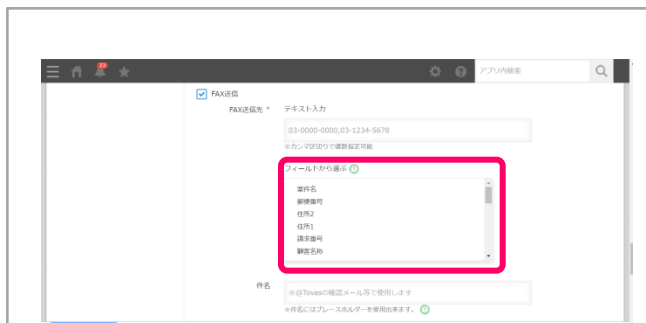 23
アプリ内検索
FAX送信
FAX送信先 * テキスト入力
03-0000-0000,03-1234-5678
※カンマ区切りで複数指定可能
フィールドから選ぶ ?
案件名
郵便番号
住所2
住所1
請求番号
顧客名称
件名
※@Tovasの確認メール等で使用します
※件名にはプレースホルダーを使用出来ます。 ?